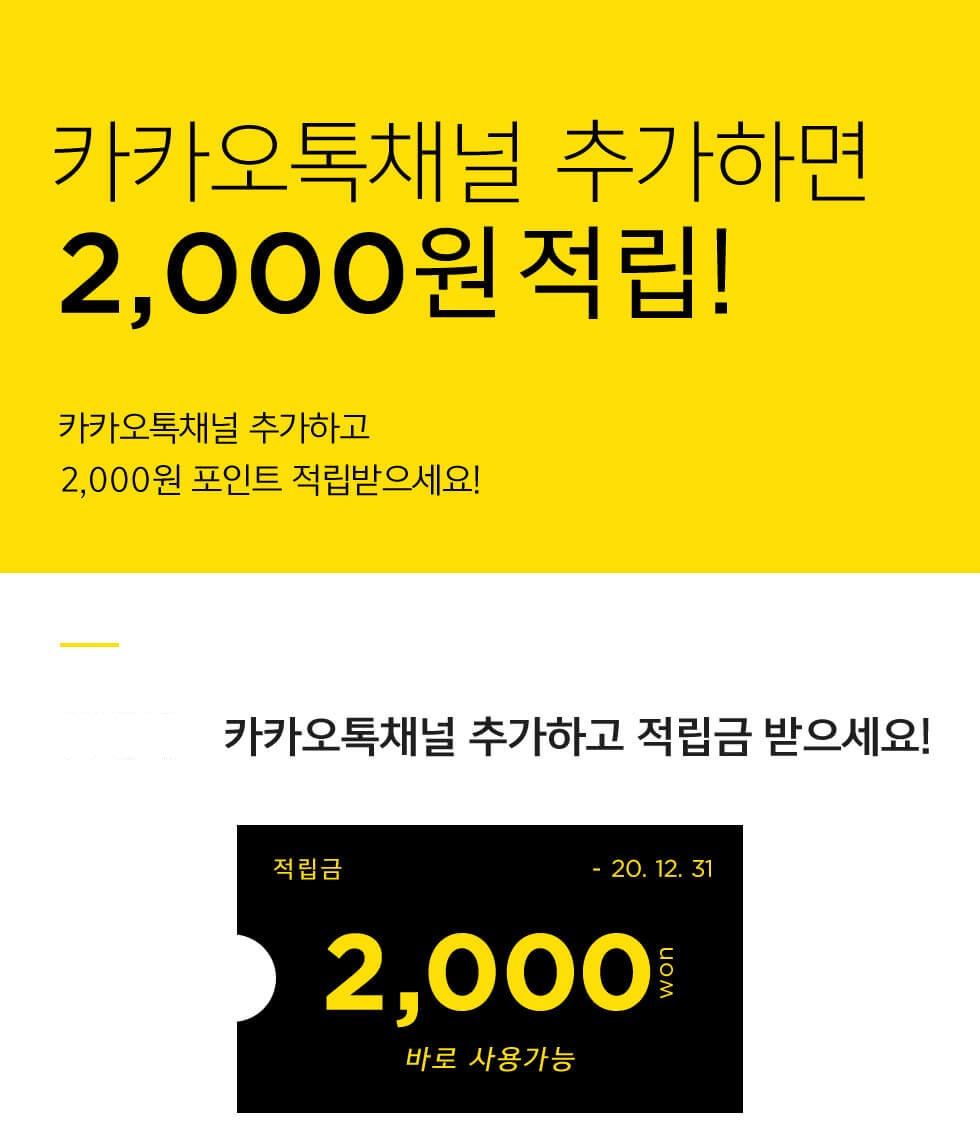 카카오톡채널 추가하면
2,000원 적립!
카카오톡채널 추가하고
2,000원 포인트 적립받으세요!
카카오톡채널 추가하고 적립금 받으세요!
적립금 - 20. 12. 31
2,000 won
바로 사용가능